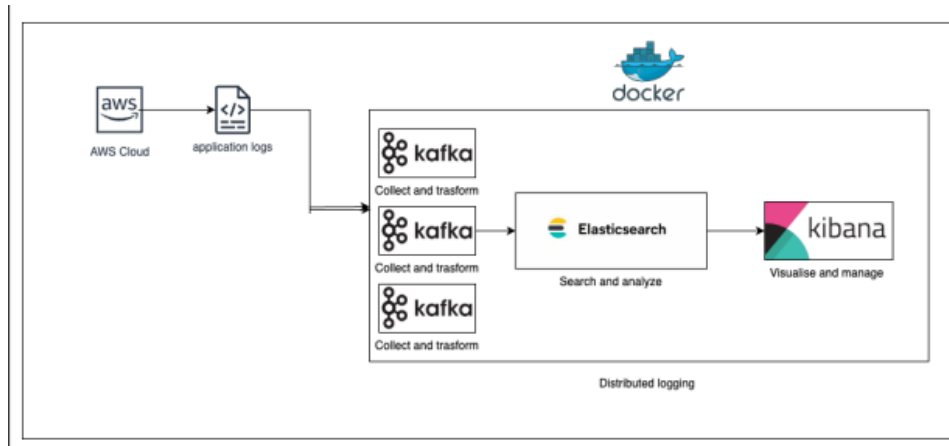 docker
aws
AWS Cloud
application logs
kafka
Collect and trasform
kafka
Collect and trasform
kafka
Collect and trasform
Elasticsearch
Search and analyze
kibana
Visualise and manage
Distributed logging